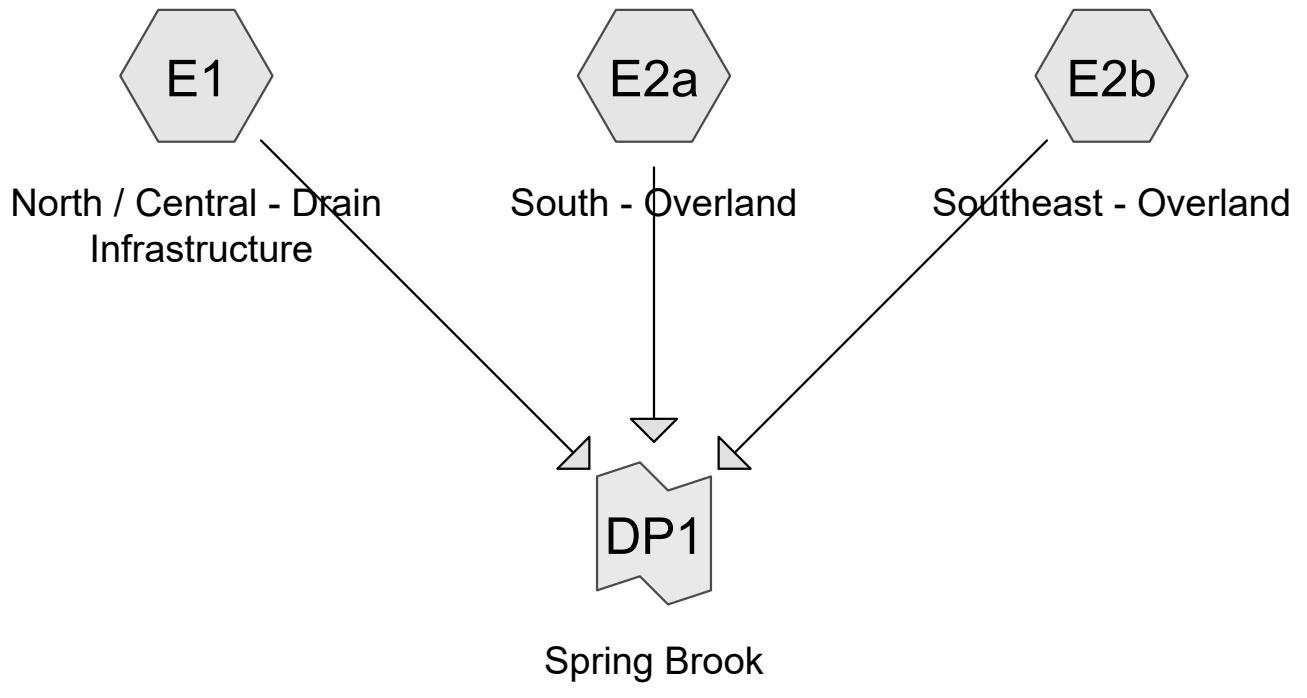 E1
E2a
E2b
North / Central - Drain
Infrastructure
South - Overland
Southeast - Overland
DP1
Spring Brook